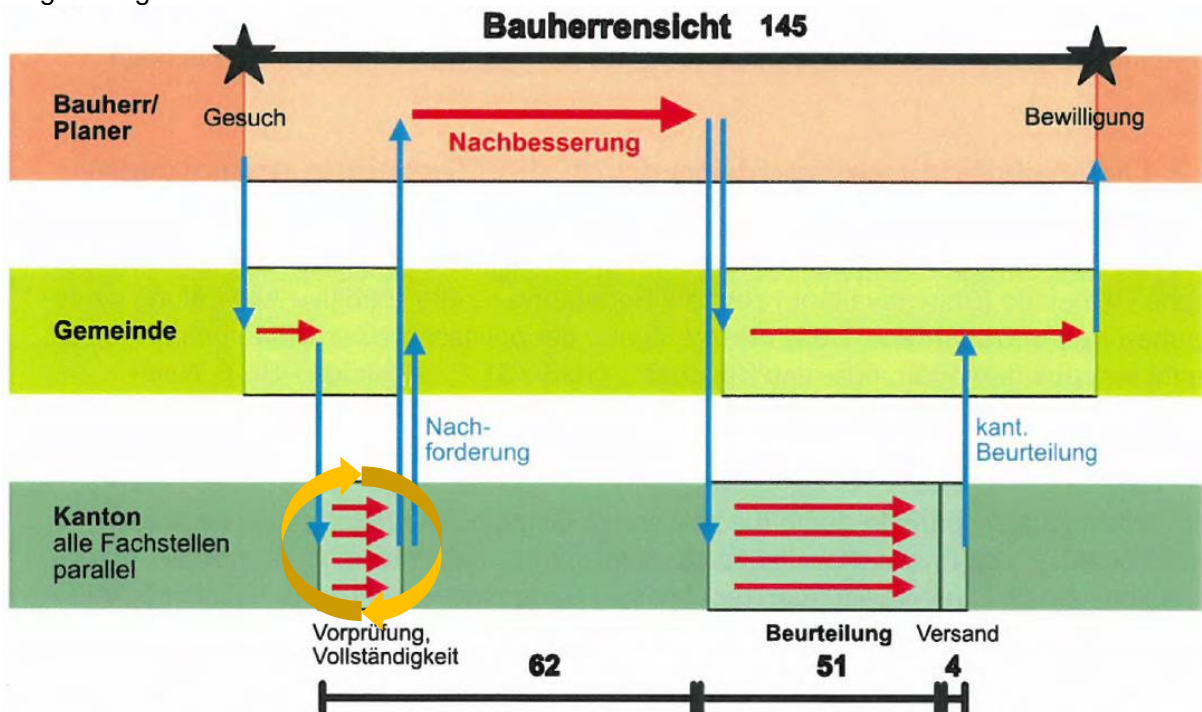 Bauherrensicht 145
Bauherr/
Planer
Gesuch
Bewilligung
Nachbesserung
Gemeinde
Nach-
forderung
kant.
Beurteilung
Kanton
alle Fachstellen
parallel
Vorprüfung,
Vollständigkeit
Beurteilung
Versand
62
51
4